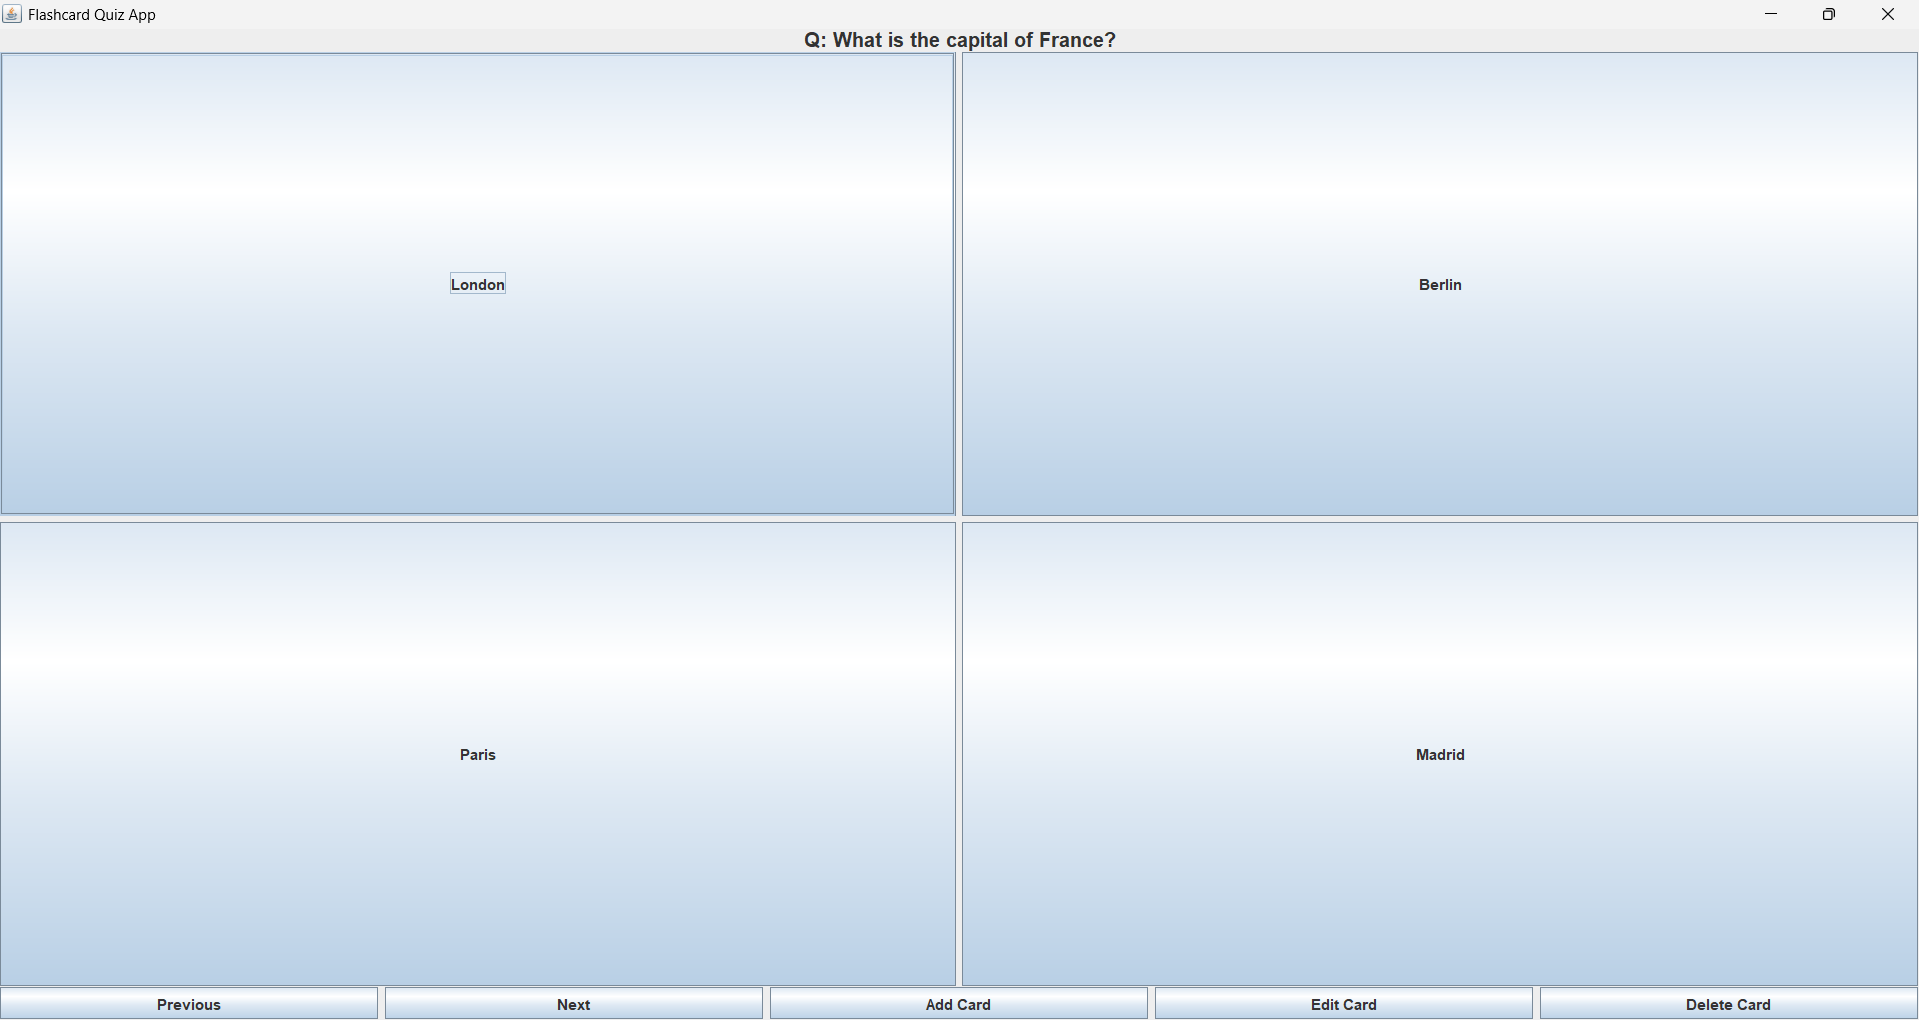 Flashcard Quiz App
Q: What is the capital of France?
London
Berlin
Paris
Madrid
Previous
Next
Add Card
Edit Card
Delete Card